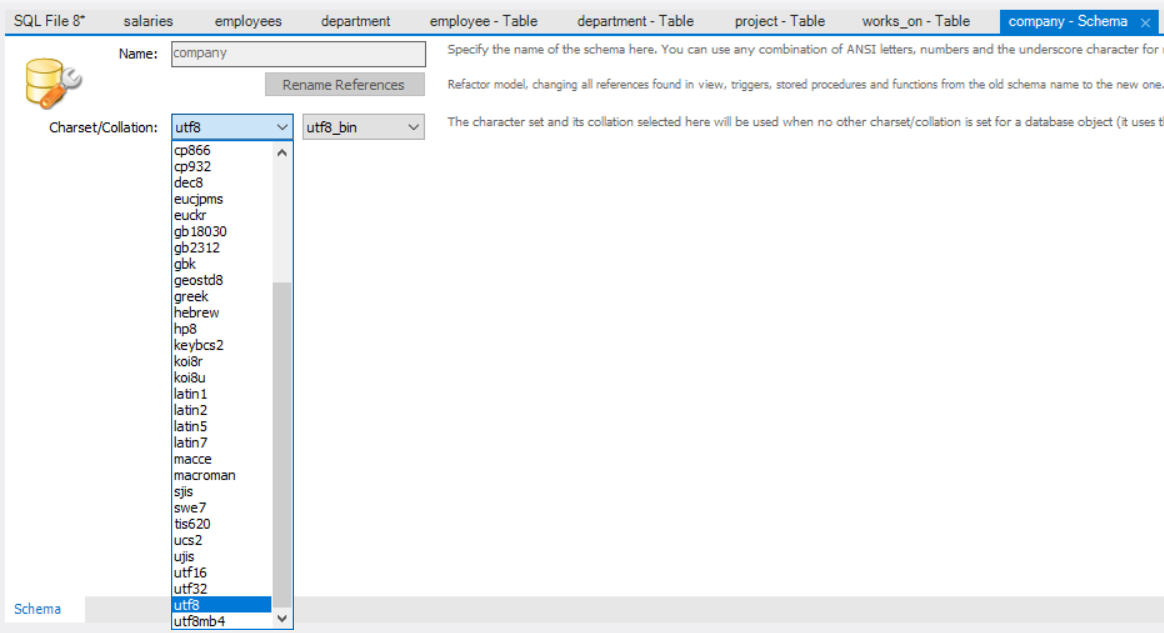 SQL File 8* salaries employees department employee - Table department - Table project - Table works_on - Table company - Schema
Name: company Specify the name of the schema here. You can use any combination of ANSI letters, numbers and the underscore character for
Rename References Refactor model, changing all references found in view, triggers, stored procedures and functions from the old schema name to the new one.
Charset/Collation: utf8 utf8_bin The character set and its collation selected here will be used when no other charset/collation is set for a database object (it uses
cp866
cp932
dec8
eucjpms
euckr
gb18030
gb2312
gbk
geostd8
greek
hebrew
hp8
keybcs2
koi8r
koi8u
latin1
latin2
latin5
latin7
macce
macroman
sjis
swe7
tis620
ucs2
ujis
utf16
utf32
utf8
utf8mb4
Schema